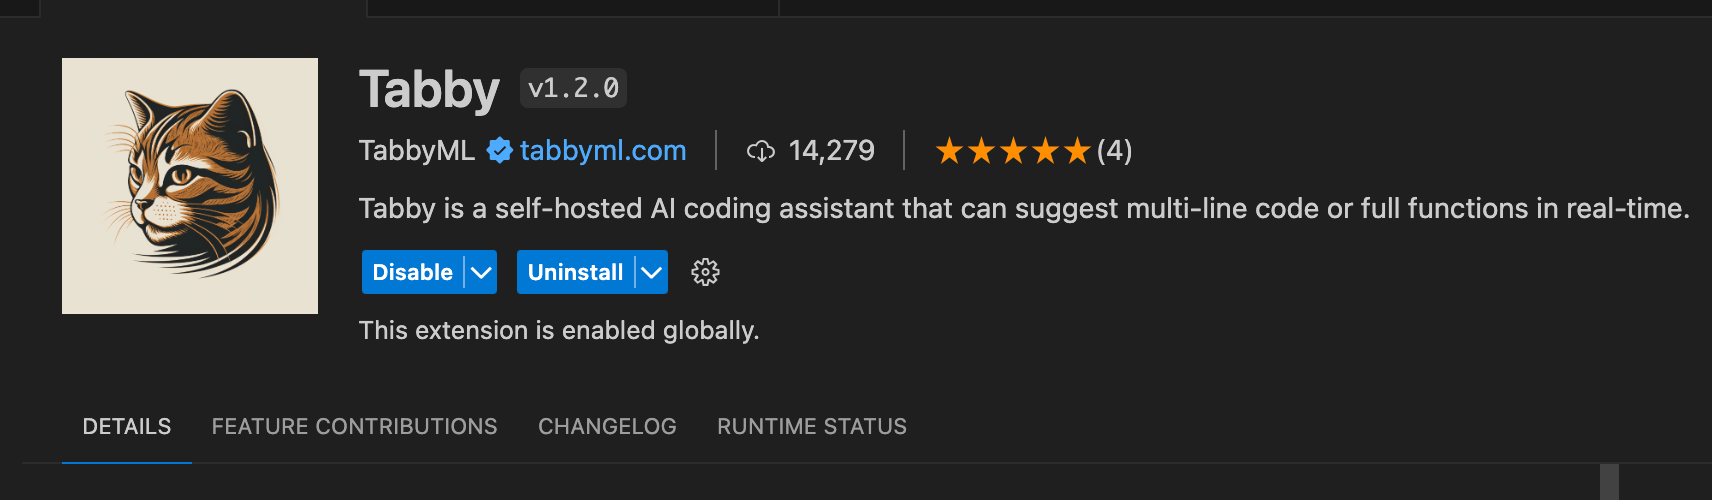 Tabby v1.2.0
TabbyML tabbyml.com 14,279 (4)
Tabby is a self-hosted AI coding assistant that can suggest multi-line code or full functions in real-time.
Disable Uninstall
This extension is enabled globally.
DETAILS FEATURE CONTRIBUTIONS CHANGELOG RUNTIME STATUS